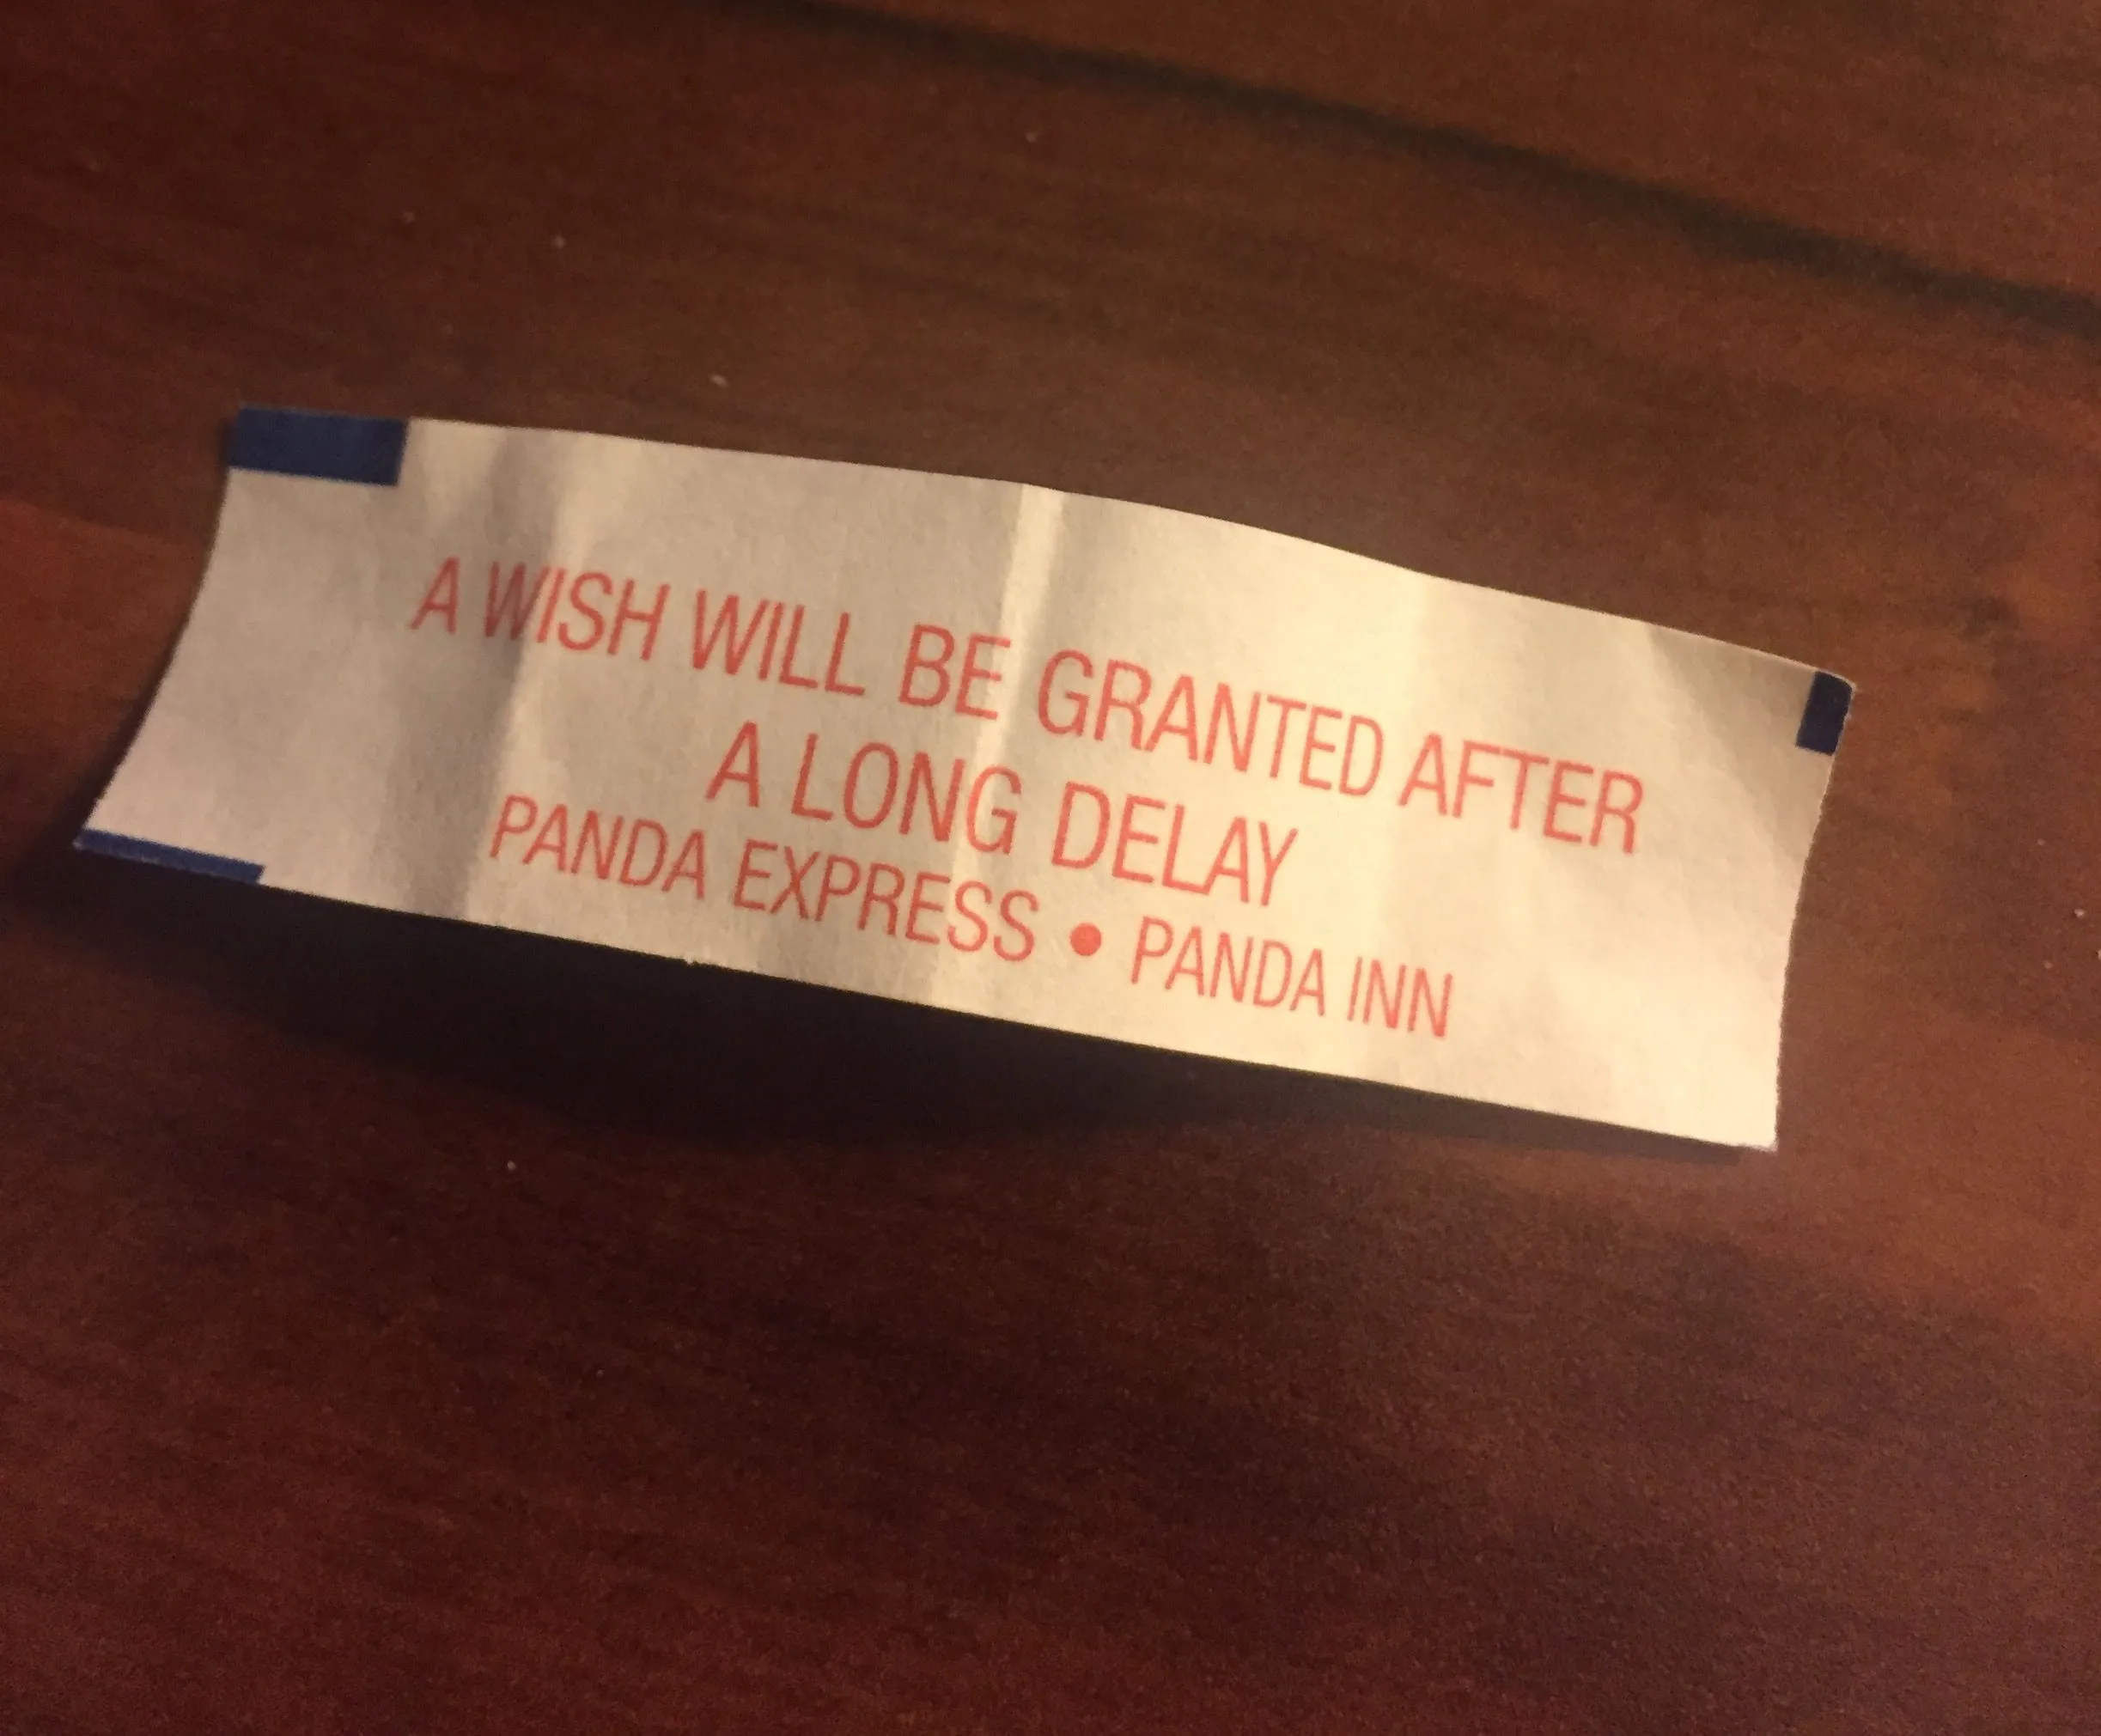 A WISH WILL BE GRANTED AFTER
A LONG DELAY
PANDA EXPRESS • PANDA INN